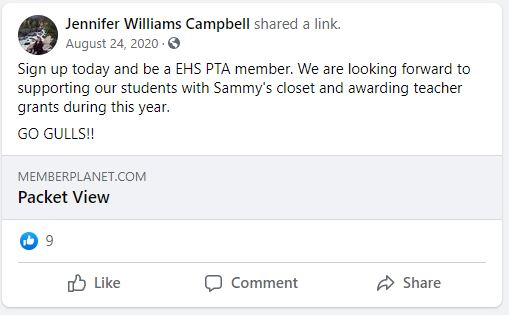 Jennifer Williams Campbell shared a link.
August 24, 2020 ·
Sign up today and be a EHS PTA member. We are looking forward to
supporting our students with Sammy's closet and awarding teacher
grants during this year.
GO GULLS!!
MEMBERPLANET.COM
Packet View
9
Like Comment Share